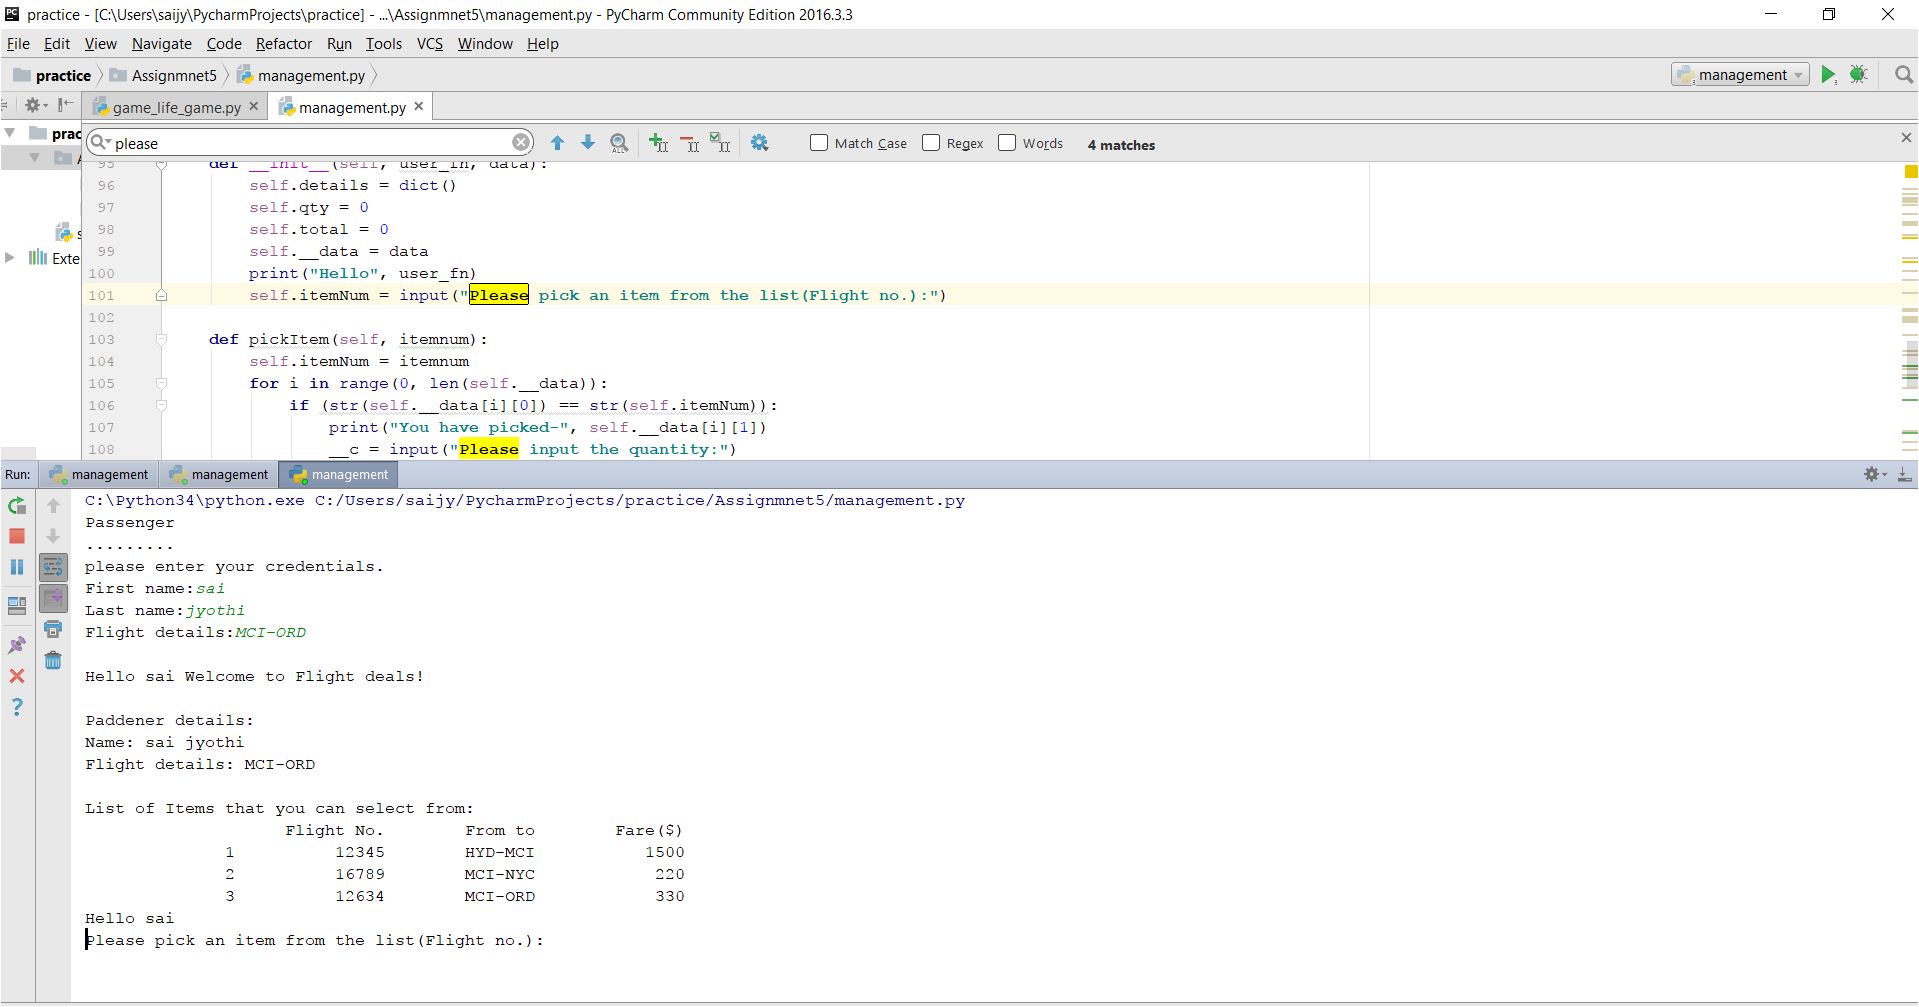 practice - [C:\Users\saijy\PycharmProjects\practice] - ...\Assignmnet5\management.py - PyCharm Community Edition 2016.3.3
File Edit View Navigate Code Refactor Run Tools VCS Window Help
practice Assignmnet5 management.py management
game_life_game.py management.py
prac
please Match Case Regex Words 4 matches
95 def __init__(self, user_fn, data):
96 self.details = dict()
97 self.qty = 0
98 self.total = 0
99 self.__data = data
Exte
100 print("Hello", user_fn)
101 self.itemNum = input("Please pick an item from the list(Flight no.):")
102
103 def pickItem(self, itemnum):
104 self.itemNum = itemnum
105 for i in range(0, len(self.__data)):
106 if (str(self.__data[i][0]) == str(self.itemNum)):
107 print("You have picked-", self.__data[i][1])
108 __c = input("Please input the quantity:")
Run: management management management
C:\Python34\python.exe C:/Users/saijy/PycharmProjects/practice/Assignmnet5/management.py
Passenger
.........
please enter your credentials.
First name:sai
Last name:jyothi
Flight details:MCI-ORD
Hello sai Welcome to Flight deals!
Paddener details:
Name: sai jyothi
Flight details: MCI-ORD
List of Items that you can select from:
Flight No. From to Fare($)
1 12345 HYD-MCI 1500
2 16789 MCI-NYC 220
3 12634 MCI-ORD 330
Hello sai
Please pick an item from the list(Flight no.):